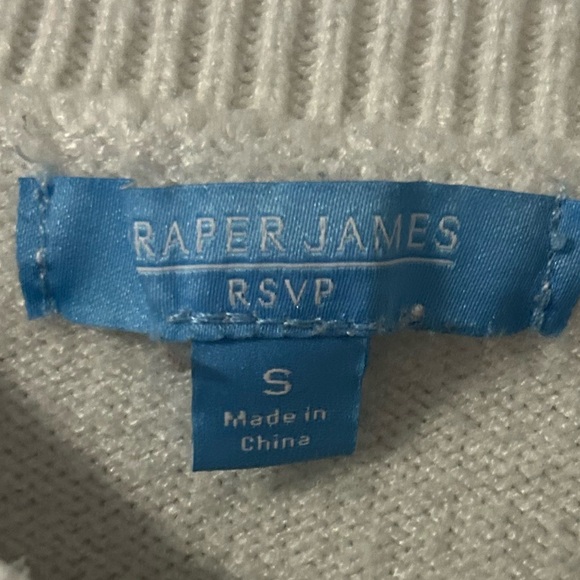 RAPER JAMES
RSVP
S
Made in
China